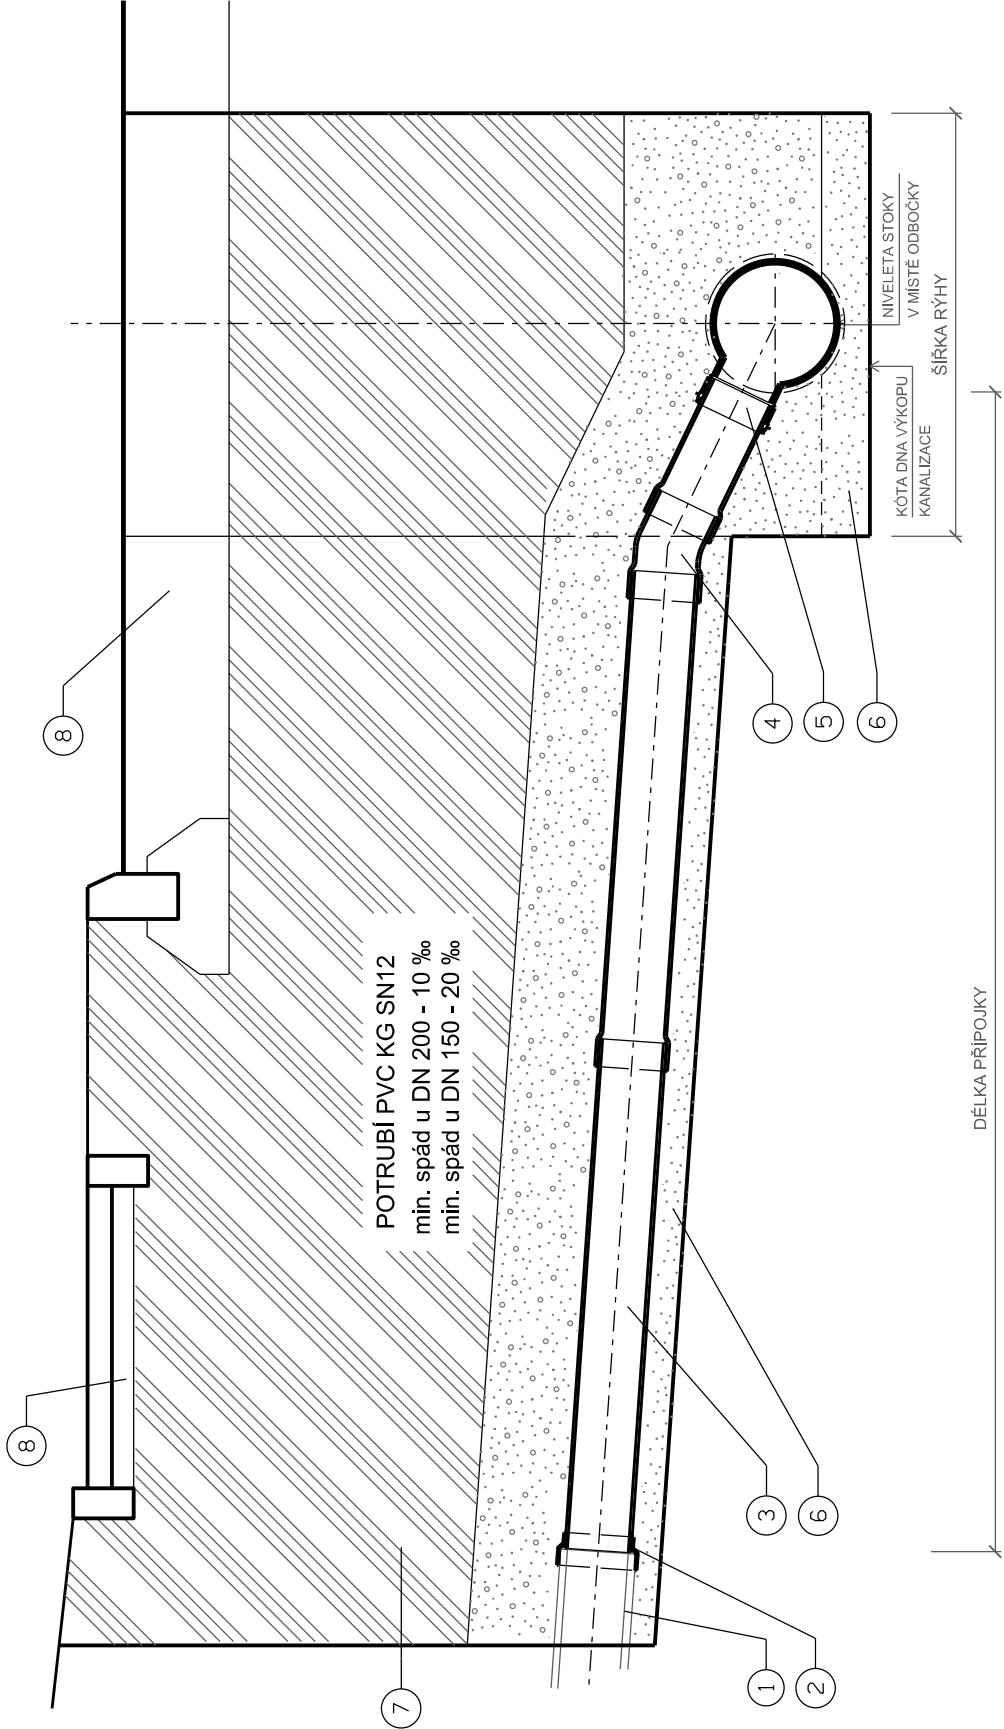 8
8
POTRUBÍ PVC KG SN12
min. spád u DN 200 - 10 ‰
min. spád u DN 150 - 20 ‰
7
1
2
3
6
4
5
6
KÓTA DNA VÝKOPU
KANALIZACE
NIVELETA STOKY
V MÍSTĚ ODBOČKY
ŠÍŘKA RÝHY
DÉLKA PŘÍPOJKY